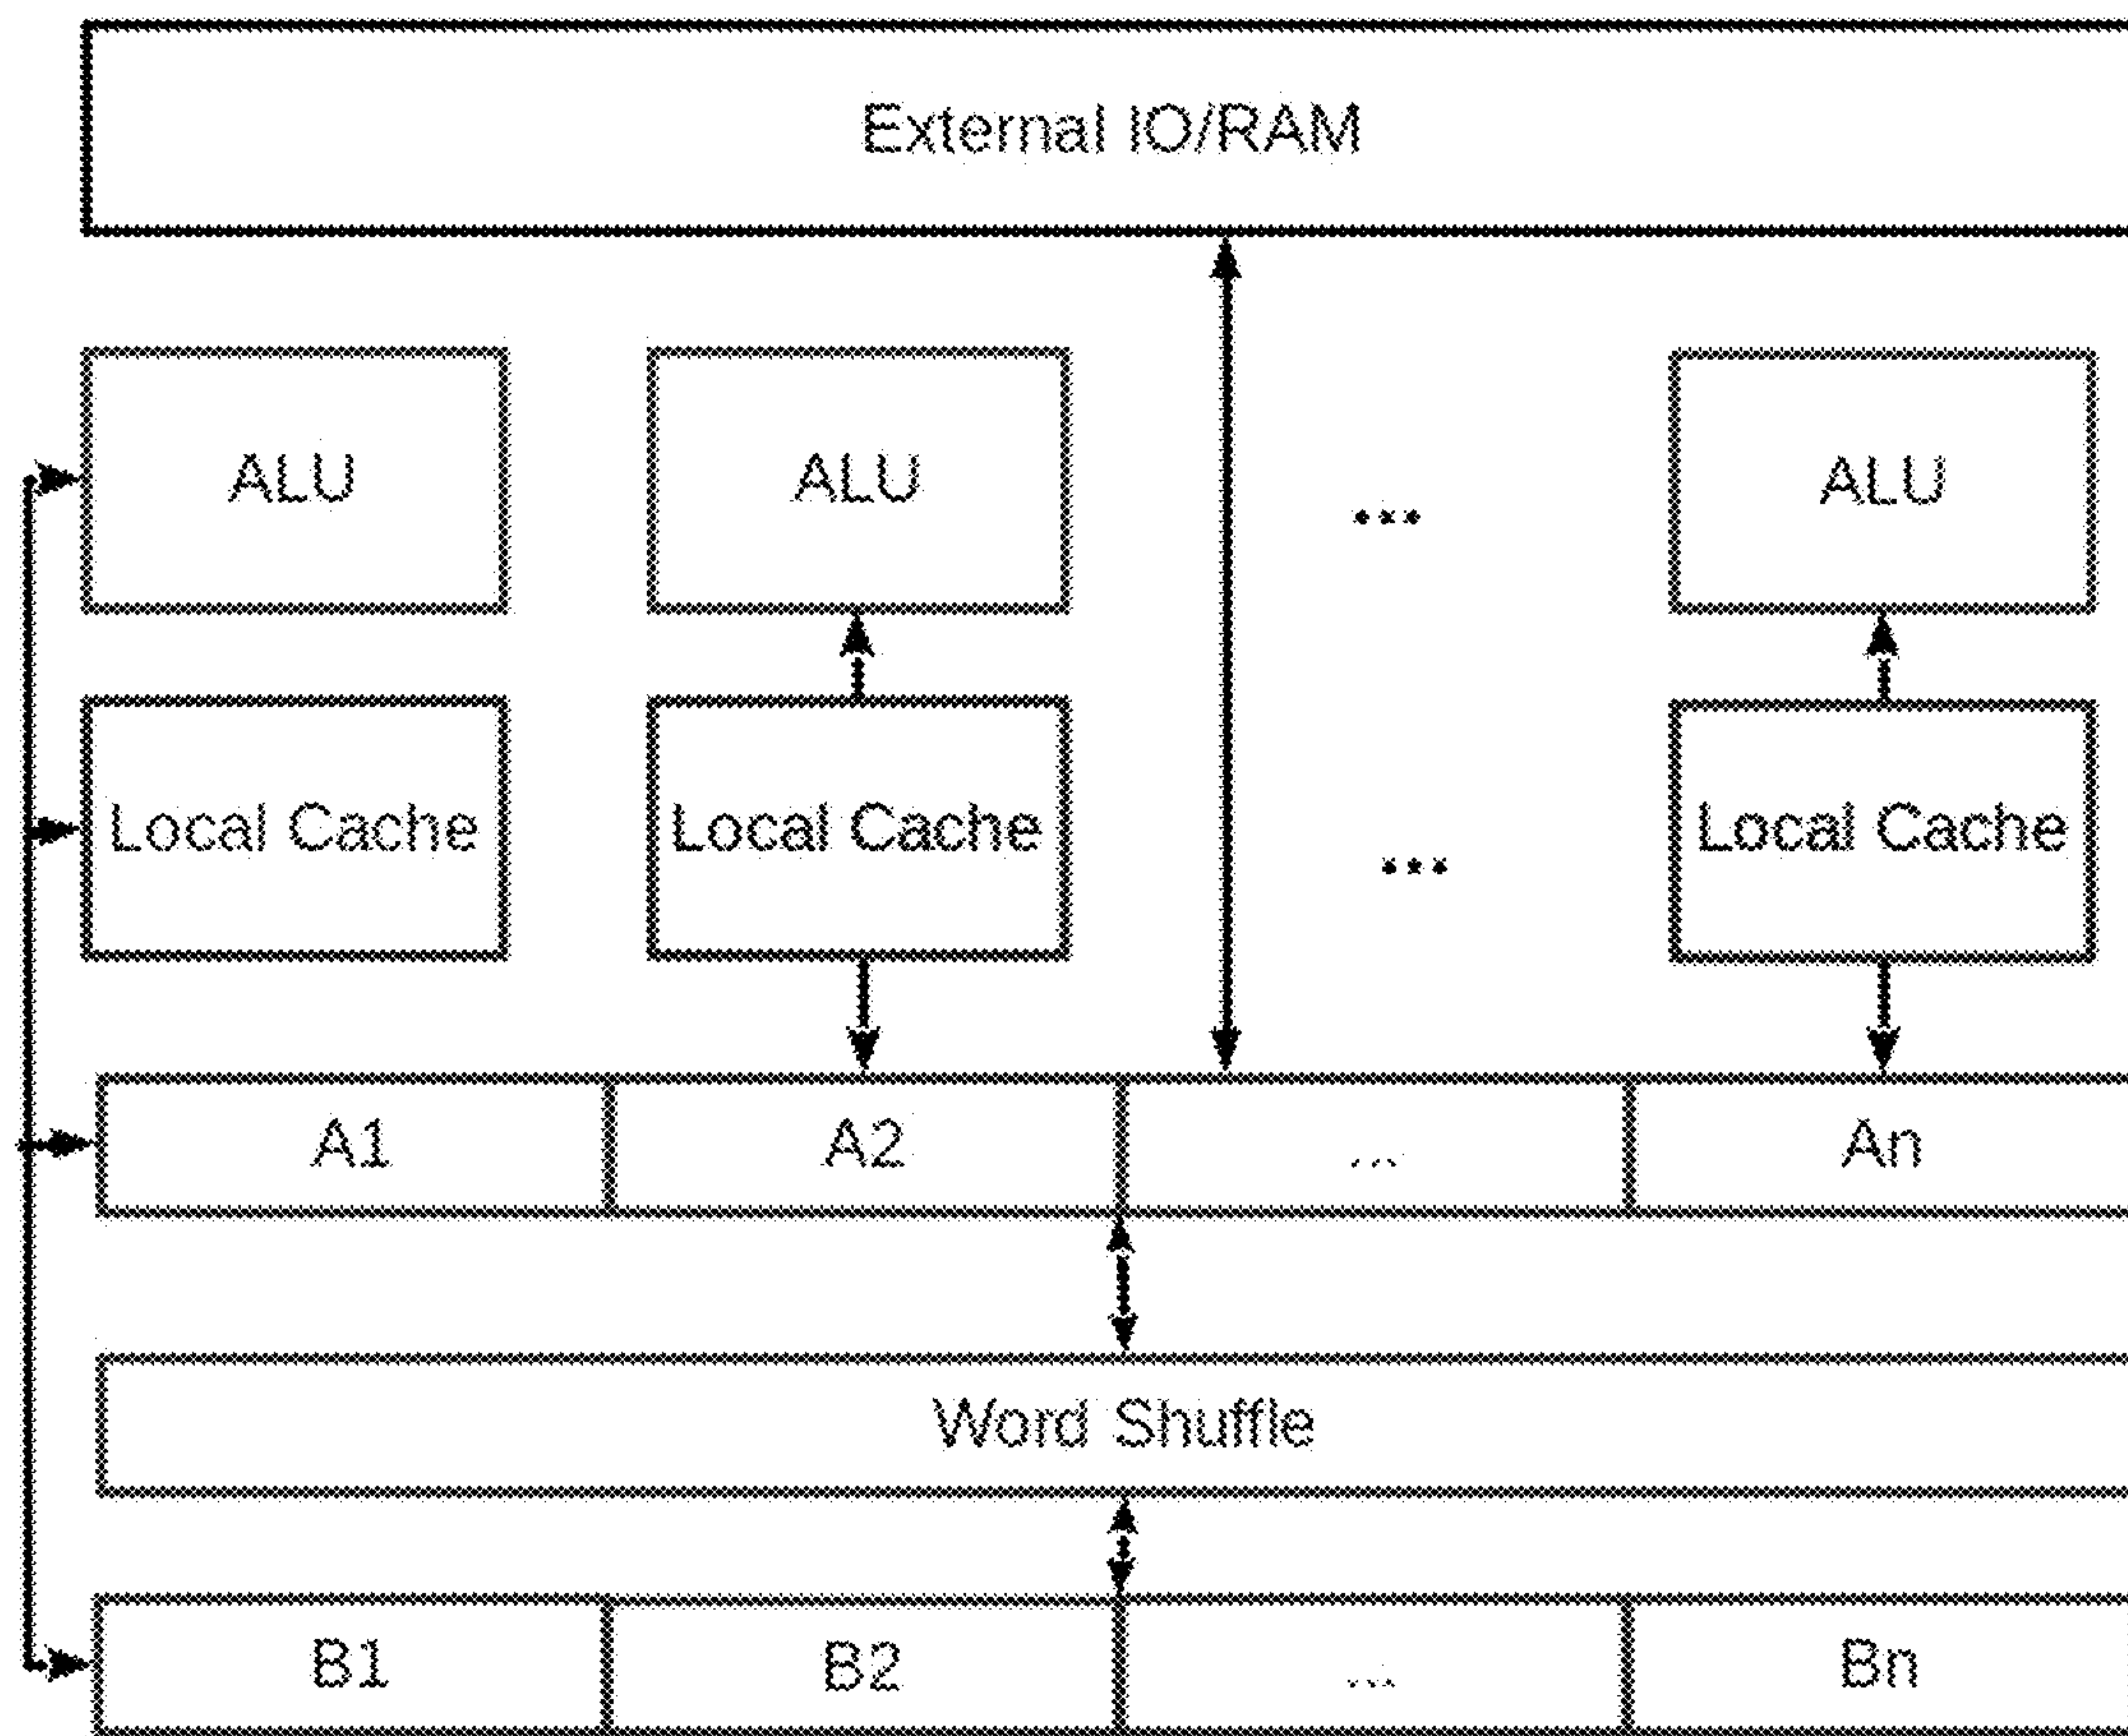 External IO/RAM
ALU ALU ... ALU
Local Cache Local Cache ... Local Cache
A1 A2 ... An
Word Shuffle
B1 B2 ... Bn